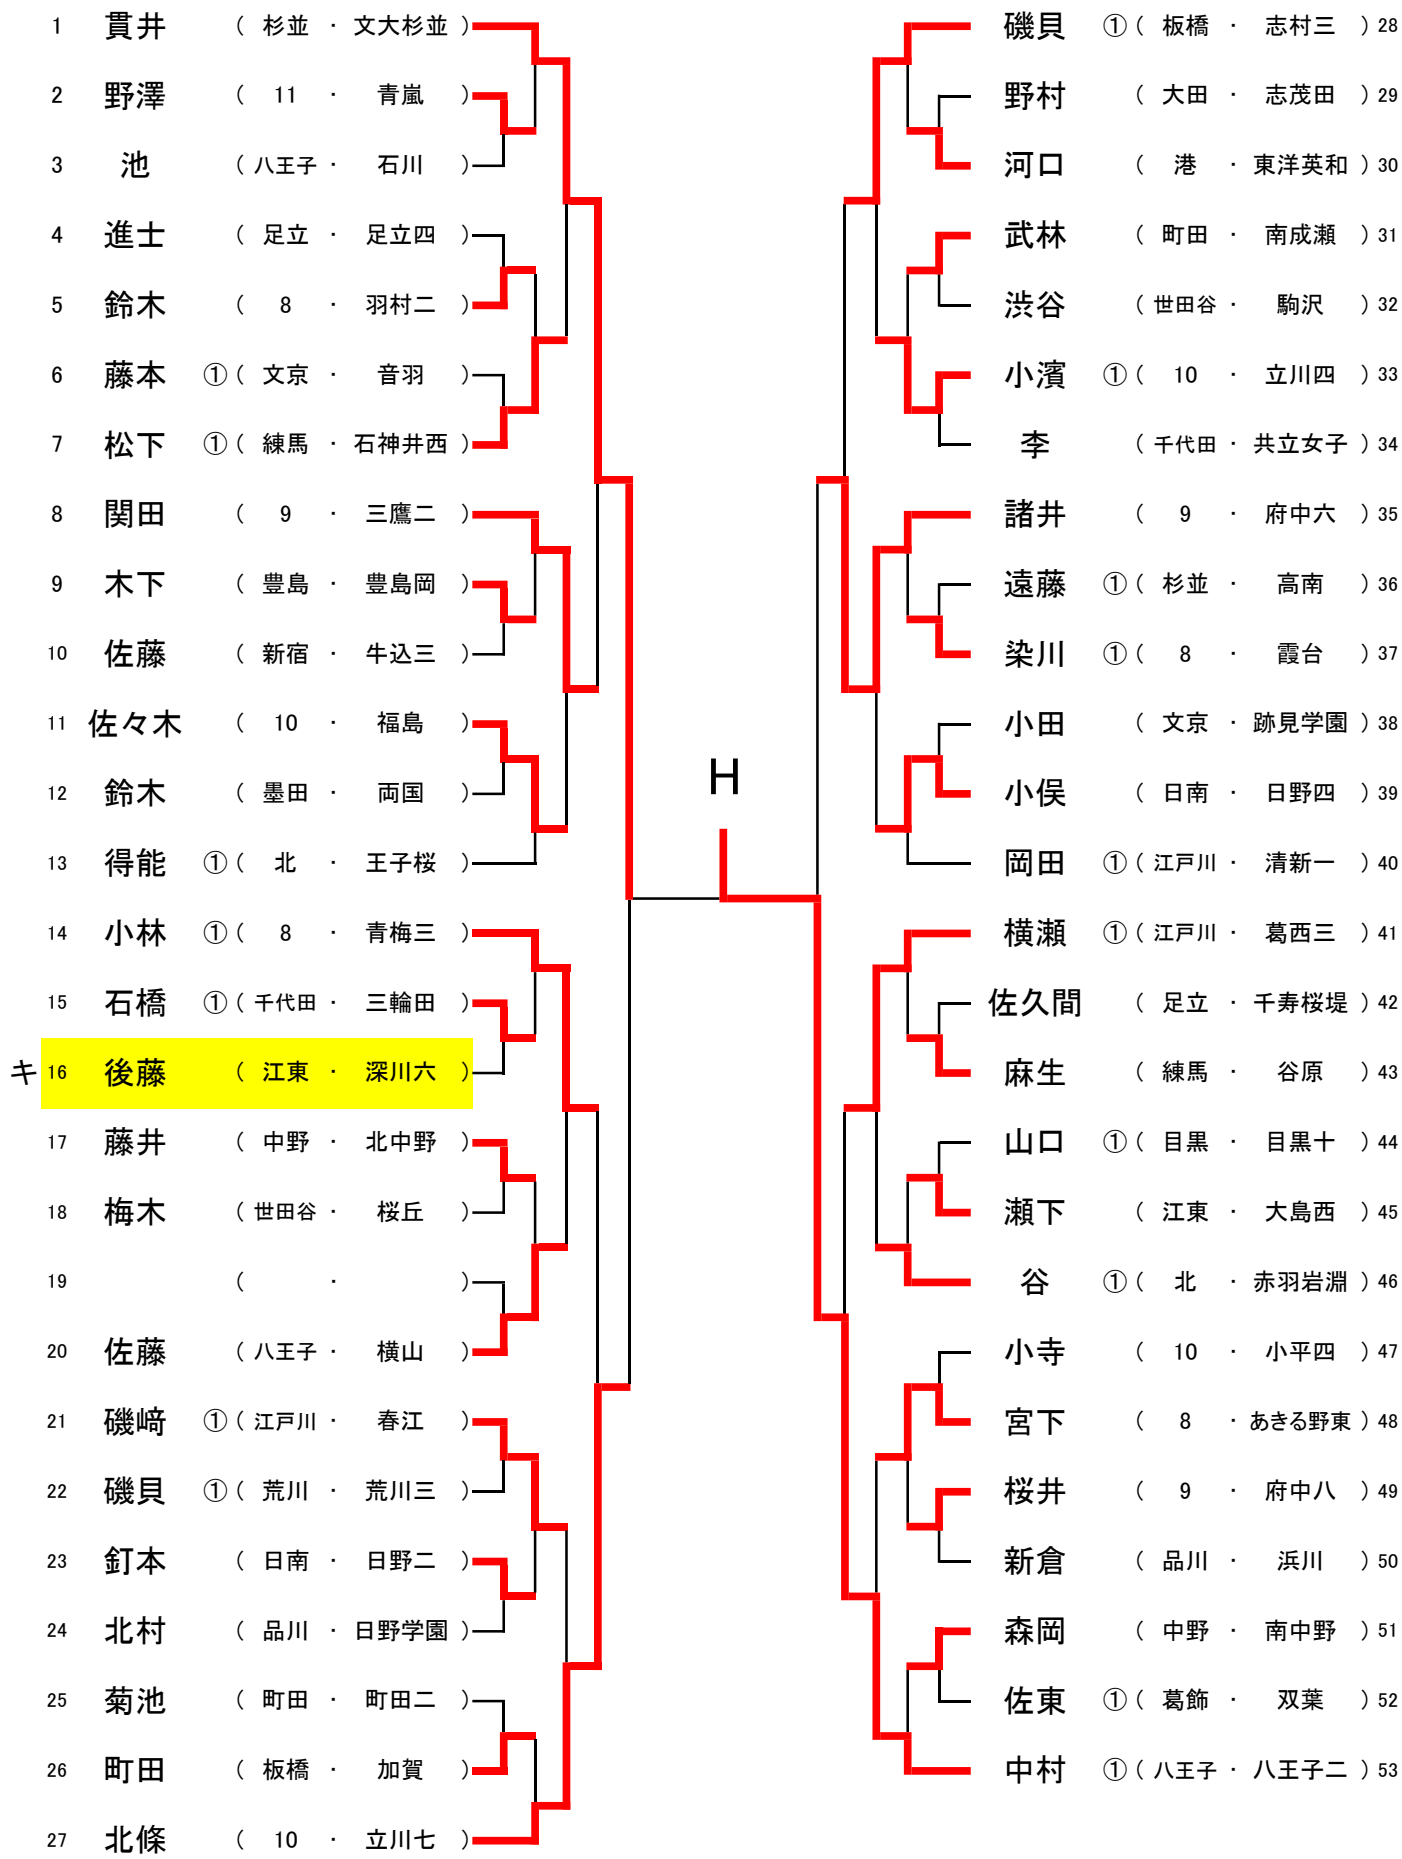 1 貫井 ( 杉並 ・ 文大杉並 )
2 野澤 ( 11 ・ 青嵐 )
3 池 ( 八王子 ・ 石川 )
4 進士 ( 足立 ・ 足立四 )
5 鈴木 ( 8 ・ 羽村二 )
6 藤本 ① ( 文京 ・ 音羽 )
7 松下 ① ( 練馬 ・ 石神井西 )
8 関田 ( 9 ・ 三鷹二 )
9 木下 ( 豊島 ・ 豊島岡 )
10 佐藤 ( 新宿 ・ 牛込三 )
11 佐々木 ( 10 ・ 福島 )
12 鈴木 ( 墨田 ・ 両国 )
13 得能 ① ( 北 ・ 王子桜 )
14 小林 ① ( 8 ・ 青梅三 )
15 石橋 ① ( 千代田 ・ 三輪田 )
キ 16 後藤 ( 江東 ・ 深川六 )
17 藤井 ( 中野 ・ 北中野 )
18 梅木 ( 世田谷 ・ 桜丘 )
19 ( ・ )
20 佐藤 ( 八王子 ・ 横山 )
21 磯﨑 ① ( 江戸川 ・ 春江 )
22 磯貝 ① ( 荒川 ・ 荒川三 )
23 釘本 ( 日南 ・ 日野二 )
24 北村 ( 品川 ・ 日野学園 )
25 菊池 ( 町田 ・ 町田二 )
26 町田 ( 板橋 ・ 加賀 )
27 北條 ( 10 ・ 立川七 )
H
磯貝 ① ( 板橋 ・ 志村三 ) 28
野村 ( 大田 ・ 志茂田 ) 29
河口 ( 港 ・ 東洋英和 ) 30
武林 ( 町田 ・ 南成瀬 ) 31
渋谷 ( 世田谷 ・ 駒沢 ) 32
小濱 ① ( 10 ・ 立川四 ) 33
李 ( 千代田 ・ 共立女子 ) 34
諸井 ( 9 ・ 府中六 ) 35
遠藤 ① ( 杉並 ・ 高南 ) 36
染川 ① ( 8 ・ 霞台 ) 37
小田 ( 文京 ・ 跡見学園 ) 38
小俣 ( 日南 ・ 日野四 ) 39
岡田 ① ( 江戸川 ・ 清新一 ) 40
横瀬 ① ( 江戸川 ・ 葛西三 ) 41
佐久間 ( 足立 ・ 千寿桜堤 ) 42
麻生 ( 練馬 ・ 谷原 ) 43
山口 ① ( 目黒 ・ 目黒十 ) 44
瀬下 ( 江東 ・ 大島西 ) 45
谷 ① ( 北 ・ 赤羽岩淵 ) 46
小寺 ( 10 ・ 小平四 ) 47
宮下 ( 8 ・ あきる野東 ) 48
桜井 ( 9 ・ 府中八 ) 49
新倉 ( 品川 ・ 浜川 ) 50
森岡 ( 中野 ・ 南中野 ) 51
佐東 ① ( 葛飾 ・ 双葉 ) 52
中村 ① ( 八王子 ・ 八王子二 ) 53